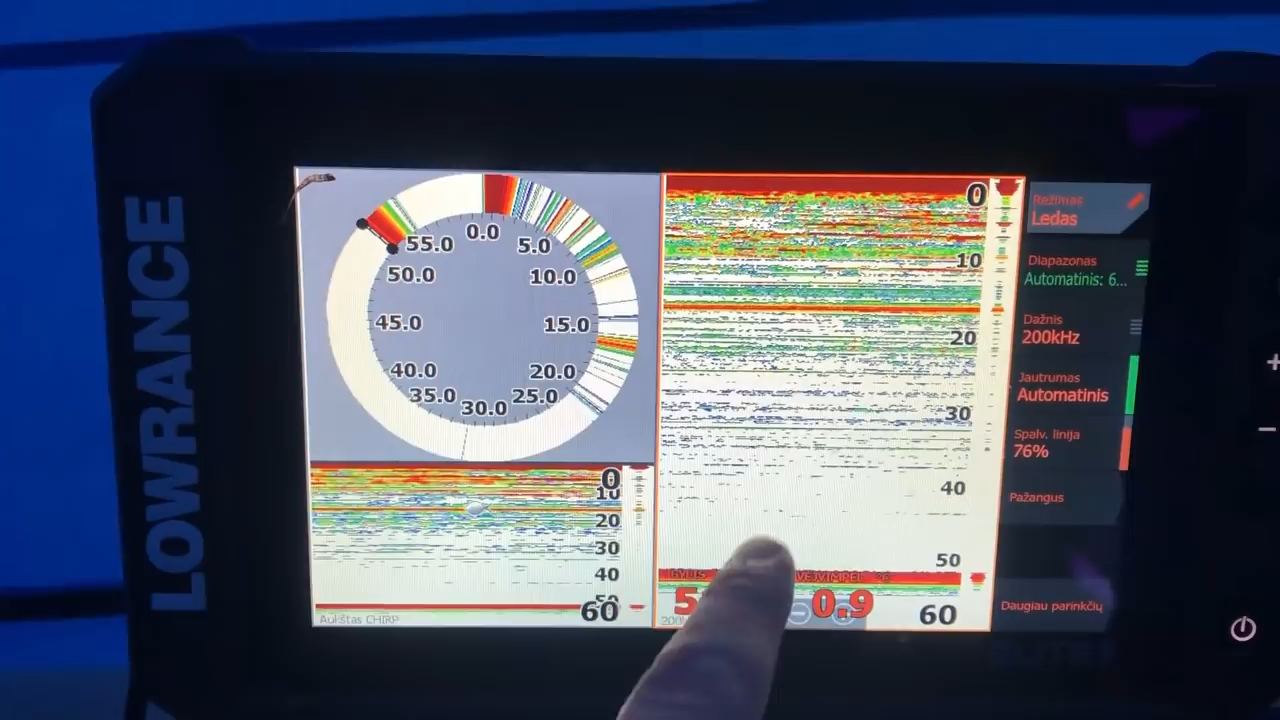 LOWRANCE
0.0
5.0
10.0
15.0
20.0
25.0
30.0
35.0
40.0
45.0
50.0
55.0
0
10
20
30
40
60
Aukštas CHIRP
0
10
20
30
40
50
60
0.9
Režimas
Ledas
Diapazonas
Automatinis: 6...
Dažnis
200kHz
Jautrumas
Automatinis
Spalv. linija
76%
Pažangus
Daugiau parinkčių